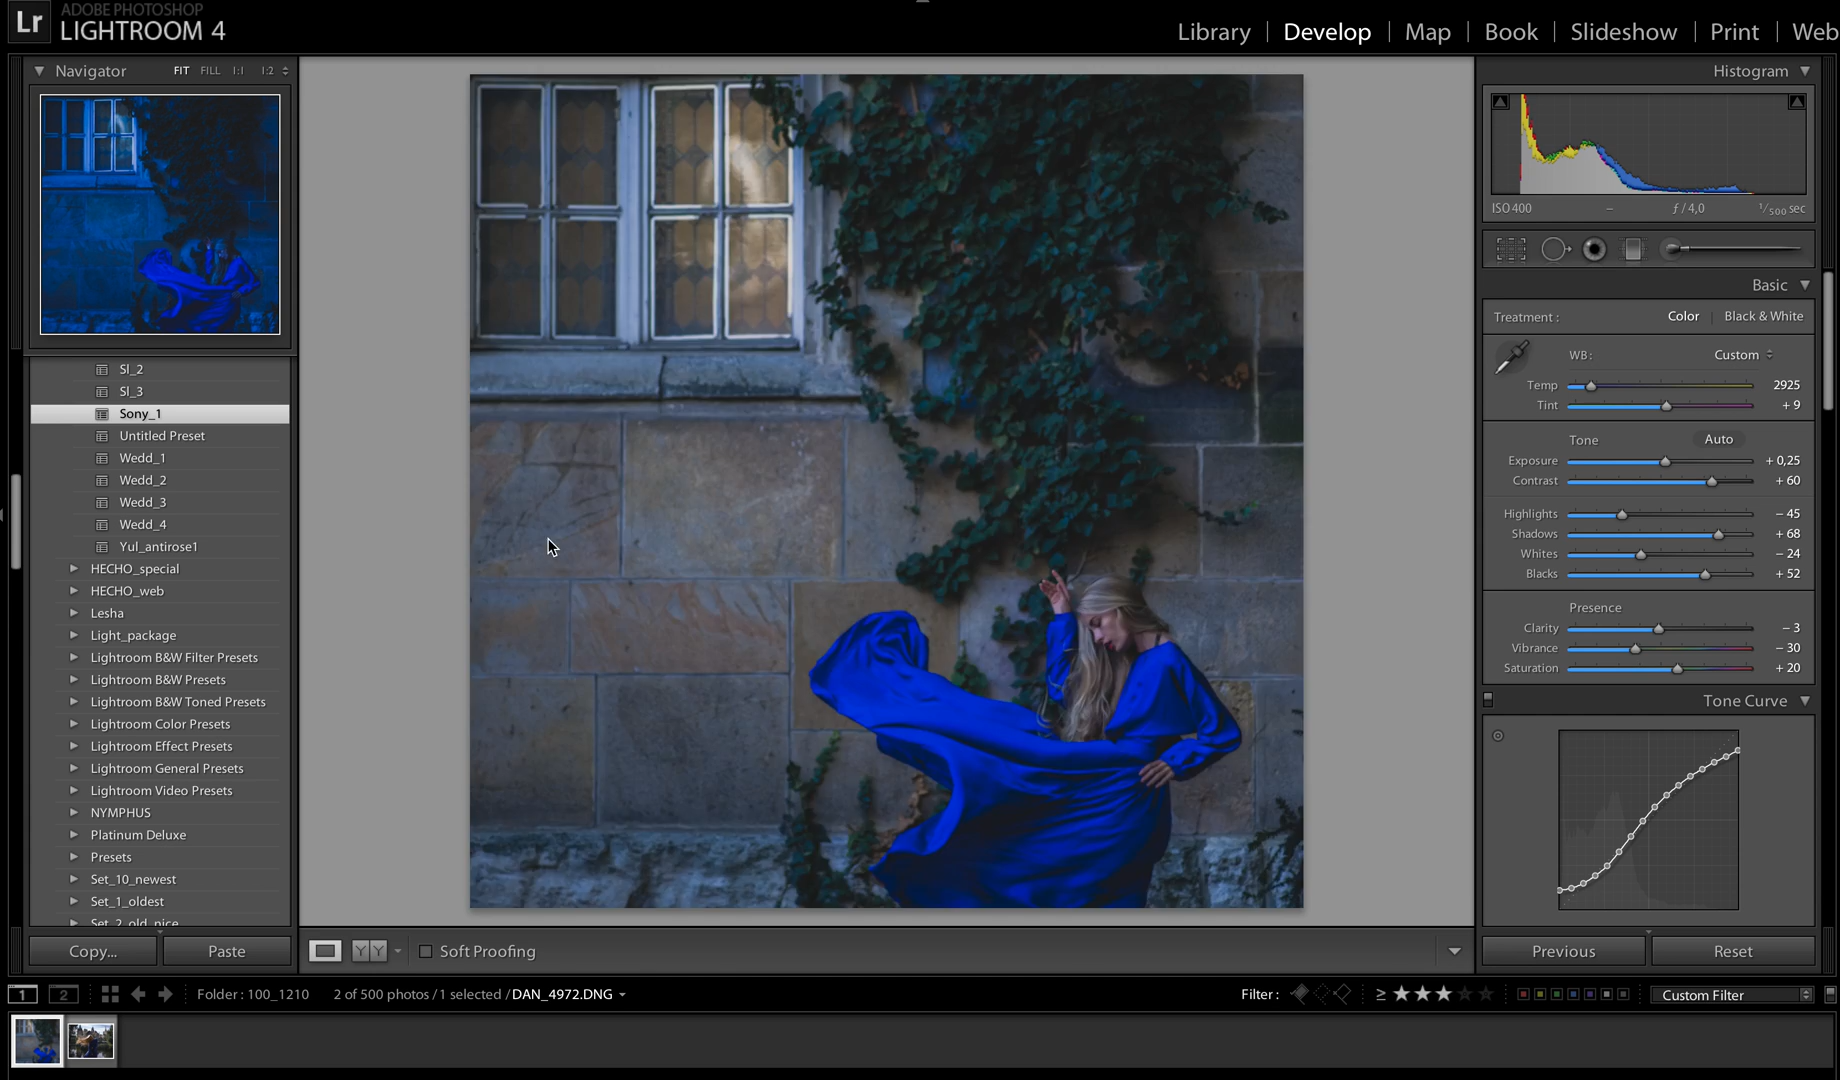 Lr ADOBE PHOTOSHOP
LIGHTROOM 4
Library | Develop | Map | Book | Slideshow | Print | Web
Navigator FIT FILL 1:1 1:2
Sl_2
Sl_3
Sony_1
Untitled Preset
Wedd_1
Wedd_2
Wedd_3
Wedd_4
Yul_antirose1
HECHO_special
HECHO_web
Lesha
Light_package
Lightroom B&W Filter Presets
Lightroom B&W Presets
Lightroom B&W Toned Presets
Lightroom Color Presets
Lightroom Effect Presets
Lightroom General Presets
Lightroom Video Presets
NYMPHUS
Platinum Deluxe
Presets
Set_10_newest
Set_1_oldest
Set_2_old_nice
Copy... Paste
YY Soft Proofing
Histogram
ISO 400 – ƒ / 4,0 1/500 sec
Basic
Treatment : Color | Black & White
WB : Custom
Temp 2925
Tint + 9
Tone Auto
Exposure + 0,25
Contrast + 60
Highlights – 45
Shadows + 68
Whites – 24
Blacks + 52
Presence
Clarity – 3
Vibrance – 30
Saturation + 20
Tone Curve
Previous Reset
1 2 Folder : 100_1210 2 of 500 photos / 1 selected / DAN_4972.DNG Filter : ≥ ★★★★★ Custom Filter